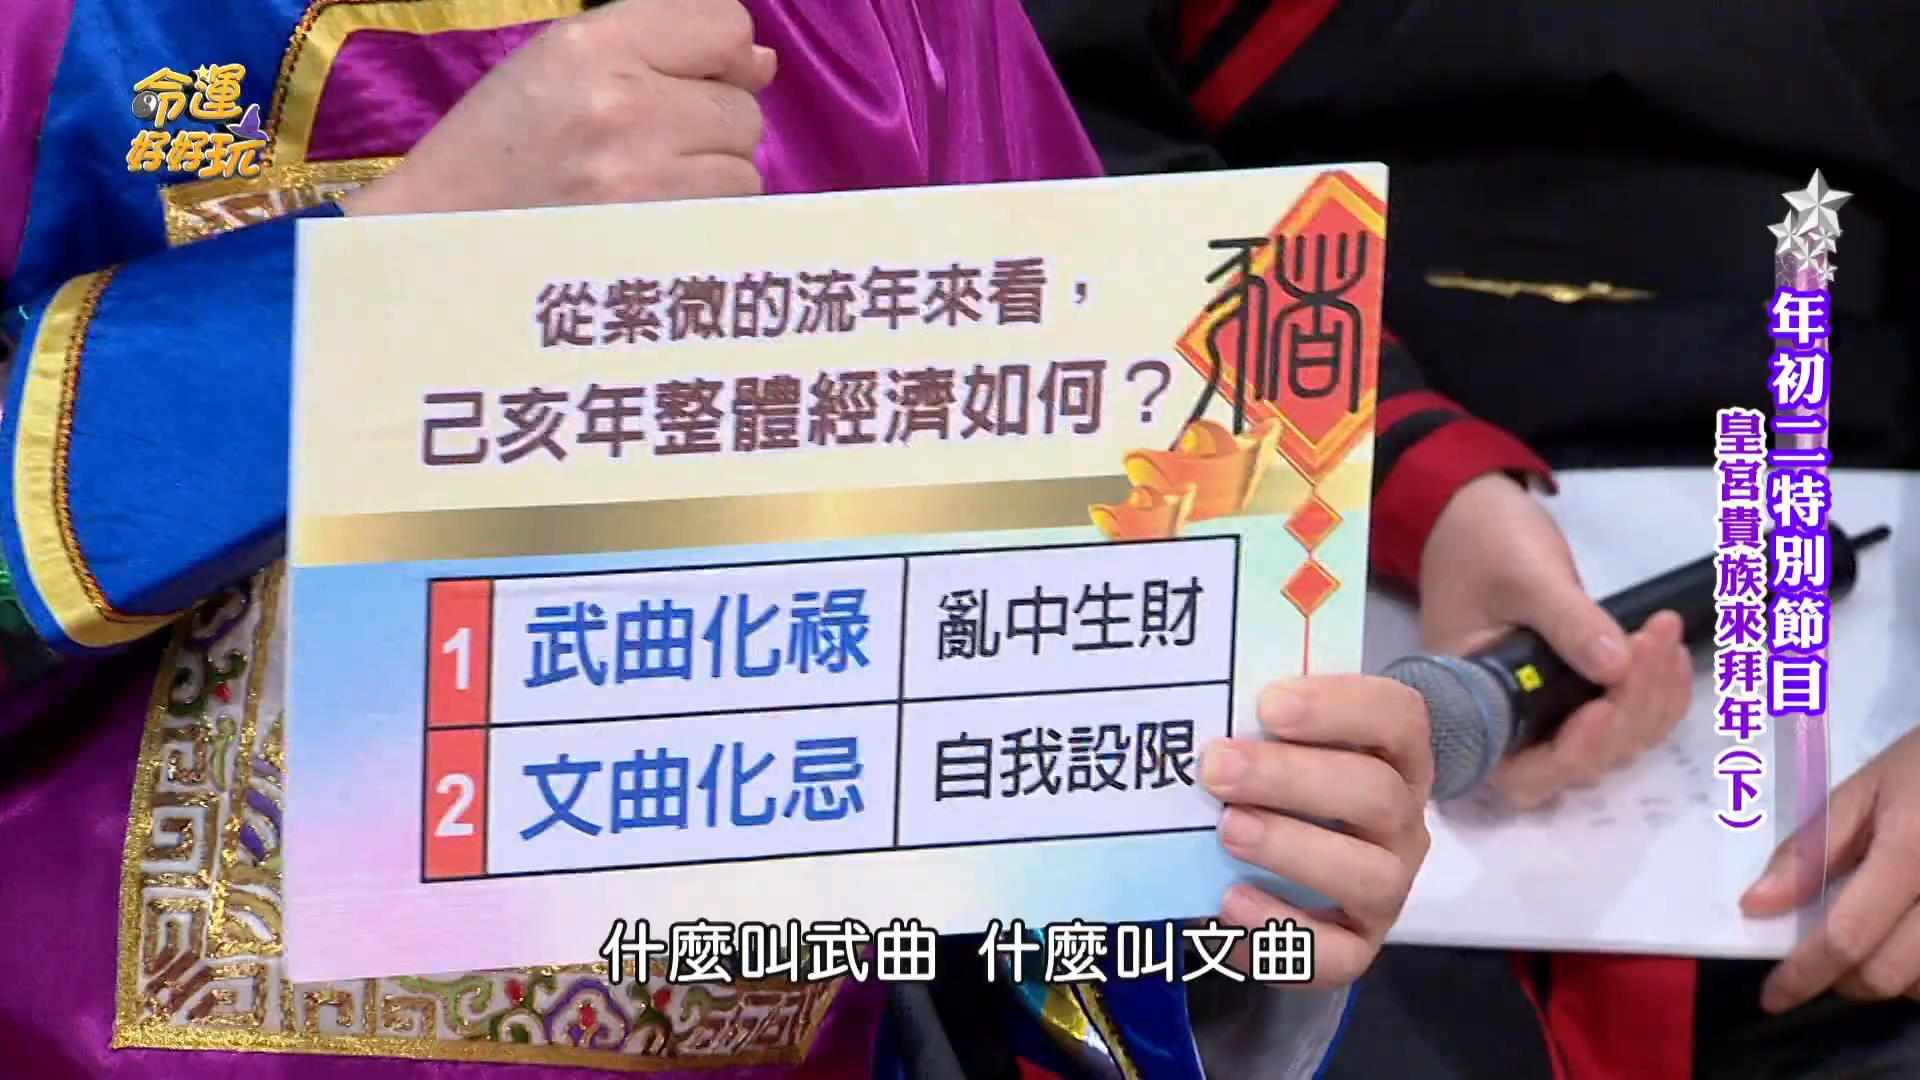 命運
好好玩
從紫微的流年來看，
己亥年整體經濟如何？
豬
1 武曲化祿 亂中生財
2 文曲化忌 自我設限
年初二特別節目
皇宮貴族來拜年(下)
什麼叫武曲 什麼叫文曲